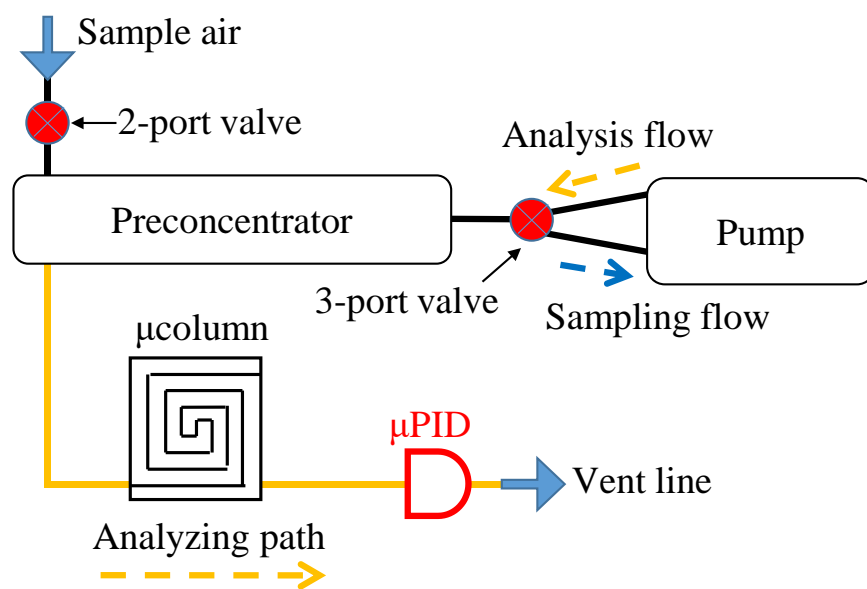 Sample air
2-port valve
Analysis flow
Preconcentrator
Pump
3-port valve
Sampling flow
μcolumn
μPID
Vent line
Analyzing path